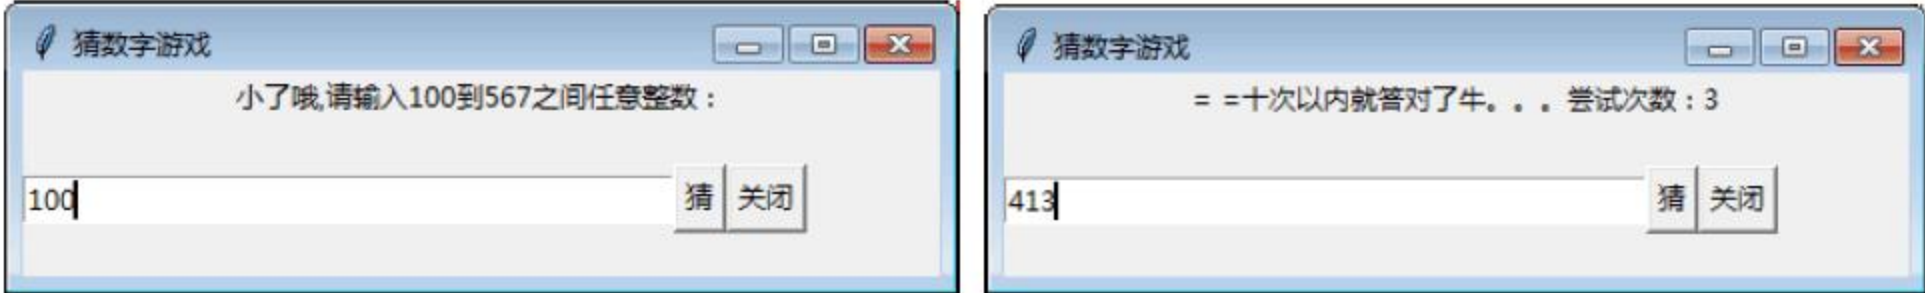 猜数字游戏
小了哦,请输入100到567之间任意整数：
100
猜
关闭
猜数字游戏
= =十次以内就答对了牛。。。尝试次数：3
413
猜
关闭